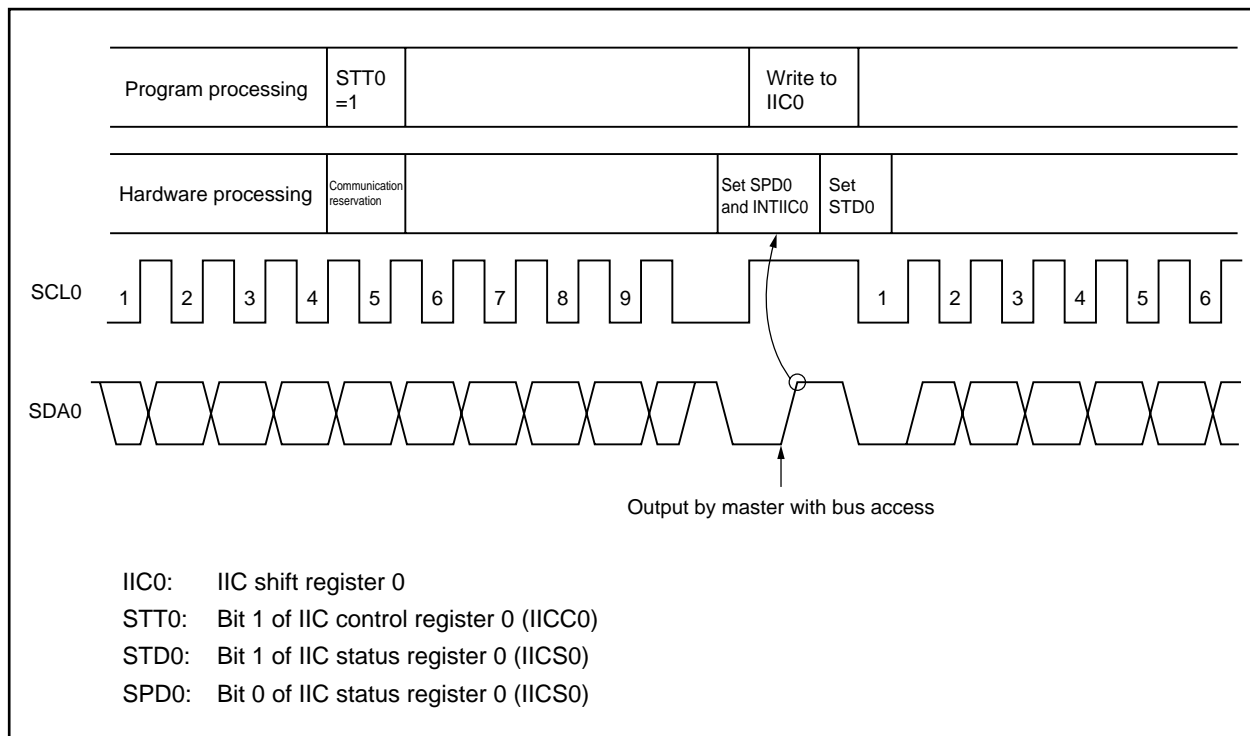 Program processing
STT0
=1
Write to
IIC0
Hardware processing
Communication
reservation
Set SPD0
and INTIIC0
Set
STD0
SCL0 1 2 3 4 5 6 7 8 9 1 2 3 4 5 6
SDA0
Output by master with bus access
IIC0: IIC shift register 0
STT0: Bit 1 of IIC control register 0 (IICC0)
STD0: Bit 1 of IIC status register 0 (IICS0)
SPD0: Bit 0 of IIC status register 0 (IICS0)